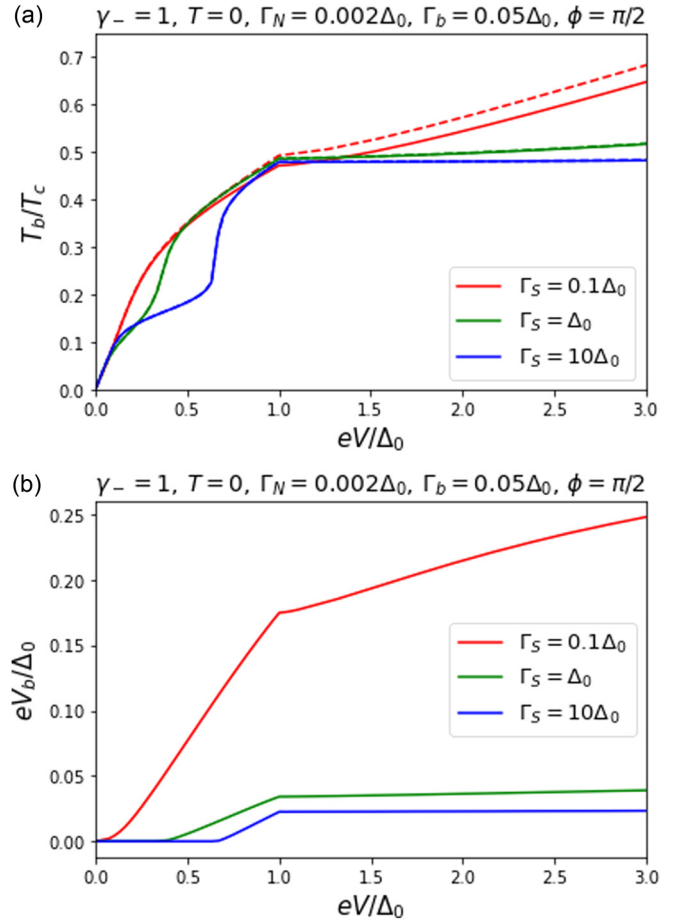 (a)
γ₋ = 1, T = 0, Γ_N = 0.002Δ₀, Γ_b = 0.05Δ₀, ϕ = π/2
0.7
0.6
0.5
0.4
0.3
0.2
0.1
0.0
T_b/T_c
Γ_S = 0.1Δ₀
Γ_S = Δ₀
Γ_S = 10Δ₀
0.0 0.5 1.0 1.5 2.0 2.5 3.0
eV/Δ₀
(b)
γ₋ = 1, T = 0, Γ_N = 0.002Δ₀, Γ_b = 0.05Δ₀, ϕ = π/2
0.25
0.20
0.15
0.10
0.05
0.00
eV_b/Δ₀
Γ_S = 0.1Δ₀
Γ_S = Δ₀
Γ_S = 10Δ₀
0.0 0.5 1.0 1.5 2.0 2.5 3.0
eV/Δ₀